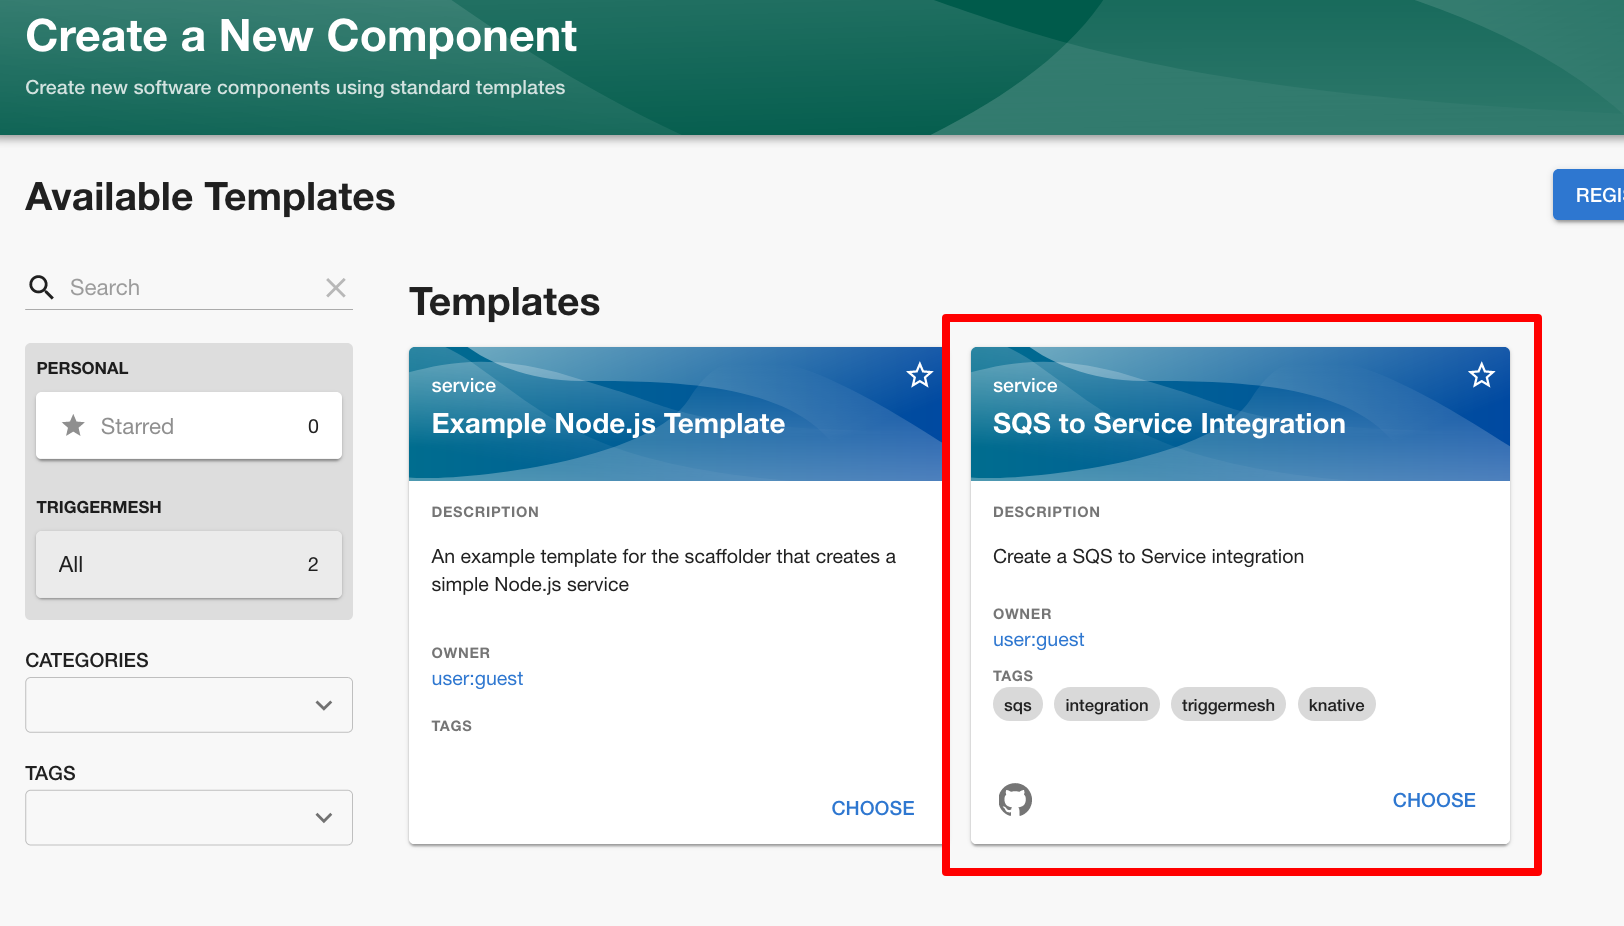 Create a New Component
Create new software components using standard templates
Available Templates
REGI
Search
PERSONAL
Starred 0
TRIGGERMESH
All 2
CATEGORIES
TAGS
Templates
service
Example Node.js Template
DESCRIPTION
An example template for the scaffolder that creates a
simple Node.js service
OWNER
user:guest
TAGS
CHOOSE
service
SQS to Service Integration
DESCRIPTION
Create a SQS to Service integration
OWNER
user:guest
TAGS
sqs integration triggermesh knative
CHOOSE